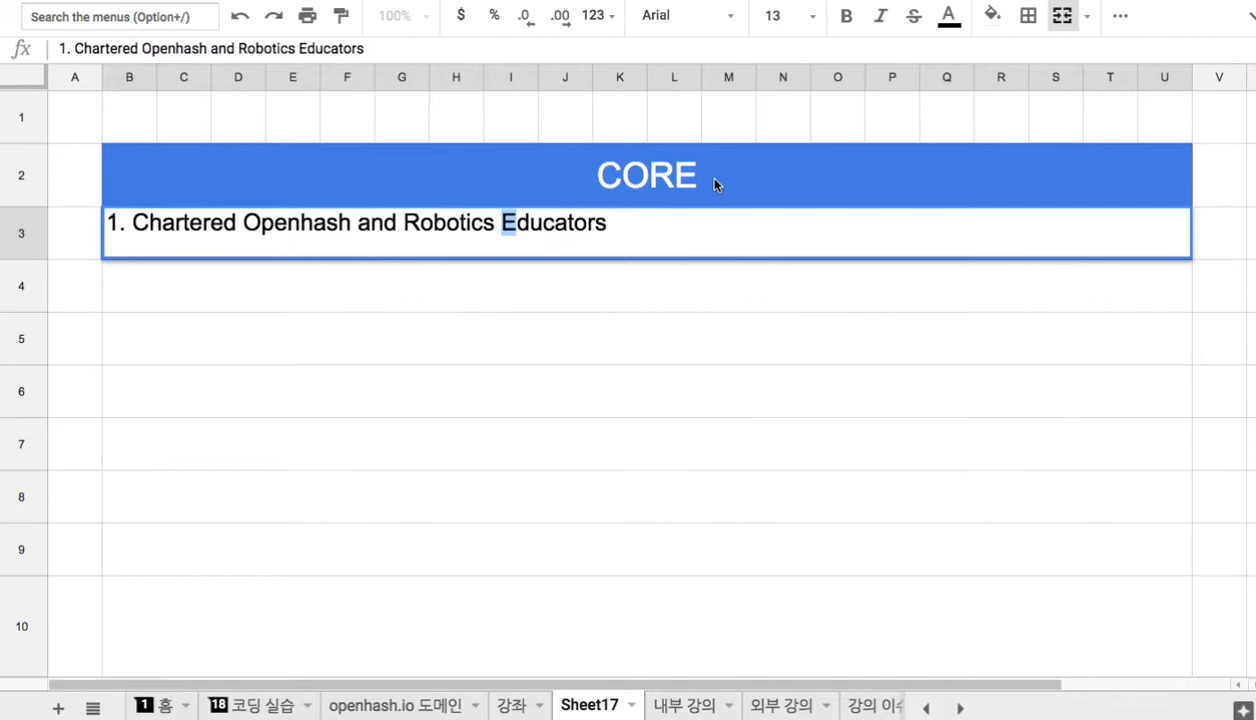 Search the menus (Option+/) 100% $ % .0 .00 123 Arial 13 B I S A
fx 1. Chartered Openhash and Robotics Educators
A B C D E F G H I J K L M N O P Q R S T U V
1
2 CORE
3 1. Chartered Openhash and Robotics Educators
4
5
6
7
8
9
10
+ 1 홈 18 코딩 실습 openhash.io 도메인 강좌 Sheet17 내부 강의 외부 강의 강의 이수